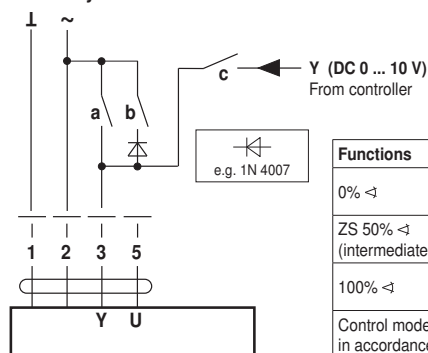 ⊥ ~
a b c
Y (DC 0 ... 10 V)
From controller
e.g. 1N 4007
Functions
0% ◁
ZS 50% ◁
(intermediate
100% ◁
Control mode
in accordance
1 2 3 5
Y U